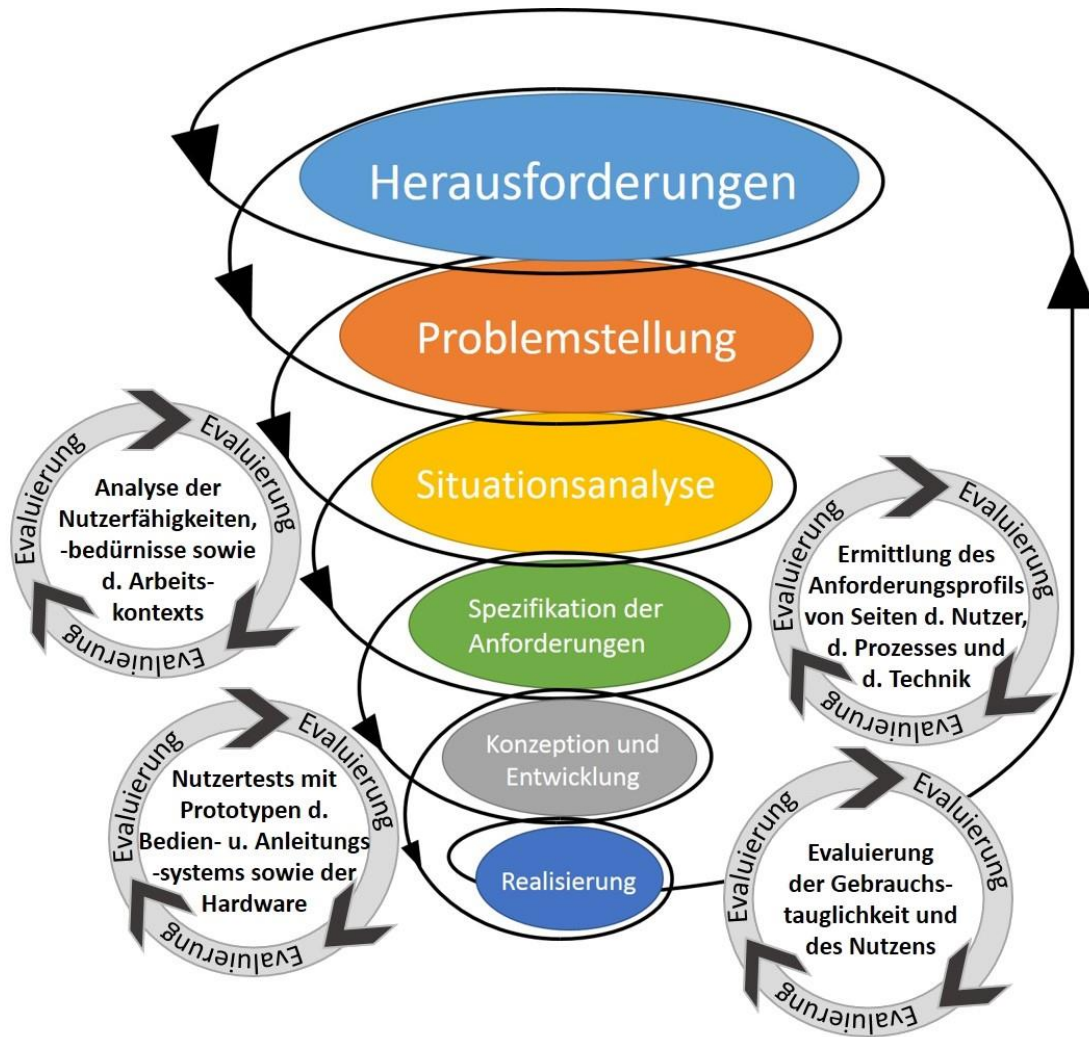 Herausforderungen
Problemstellung
Situationsanalyse
Spezifikation der
Anforderungen
Konzeption und
Entwicklung
Realisierung
Evaluierung
Evaluierung
Evaluierung
Analyse der
Nutzerfähigkeiten,
-bedürnisse sowie
d. Arbeits-
kontexts
Evaluierung
Evaluierung
Evaluierung
Ermittlung des
Anforderungsprofils
von Seiten d. Nutzer,
d. Prozesses und
d. Technik
Evaluierung
Evaluierung
Evaluierung
Nutzertests mit
Prototypen d.
Bedien- u. Anleitungs
-systems sowie der
Hardware
Evaluierung
Evaluierung
Evaluierung
Evaluierung
der Gebrauchs-
tauglichkeit und
des Nutzens